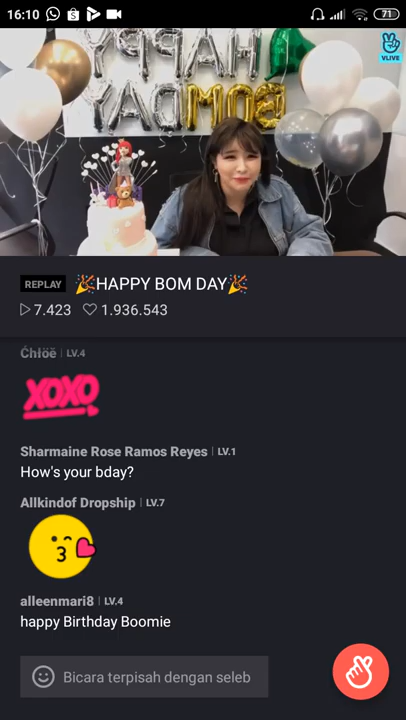 16:10
71
HAPPY
BOMDAY
VLIVE
REPLAY 🎉HAPPY BOM DAY🎉
7.423 1.936.543
Ċħłöë | LV.4
XOXO
Sharmaine Rose Ramos Reyes | LV.1
How's your bday?
Allkindof Dropship | LV.7
alleenmari8 | LV.4
happy Birthday Boomie
Bicara terpisah dengan seleb